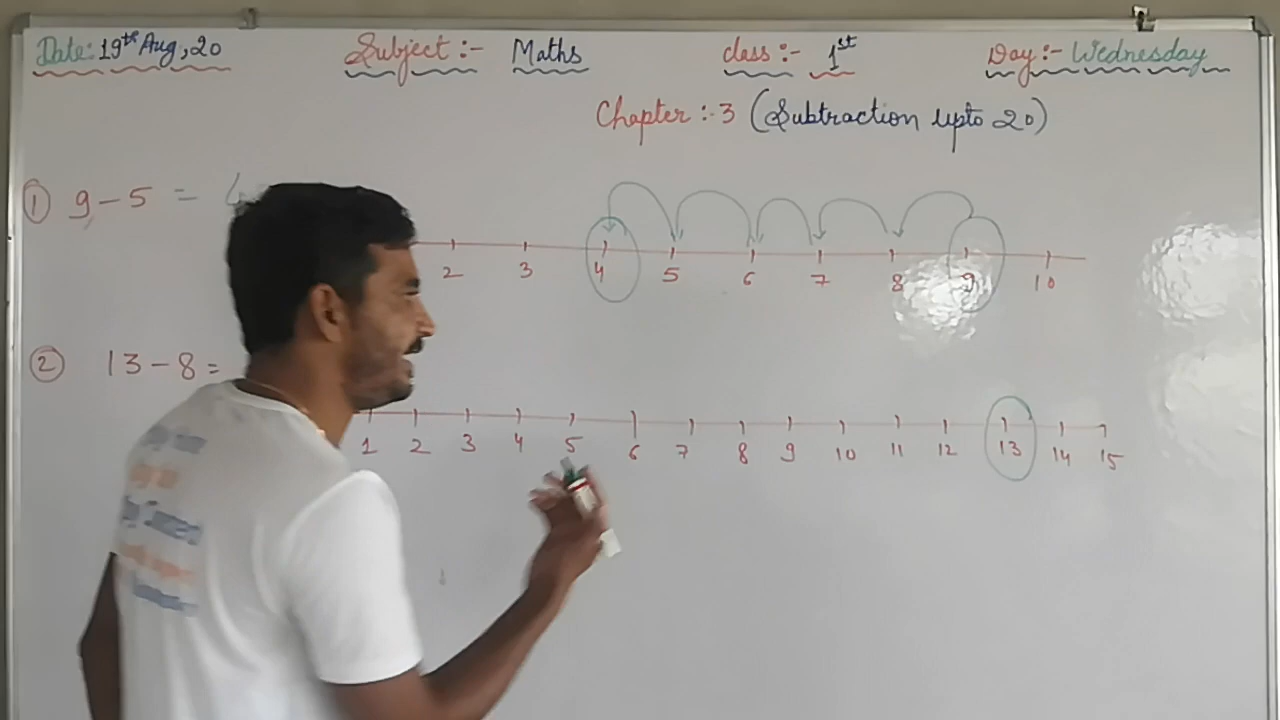 Date: 19th Aug, 20 Subject :- Maths class :- 1st Day :- Wednesday
Chapter :- 3 (Subtraction upto 20)
① 9 - 5 = 4
2 3 4 5 6 7 8 9 10
② 13 - 8 =
1 2 3 4 5 6 7 8 9 10 11 12 13 14 15